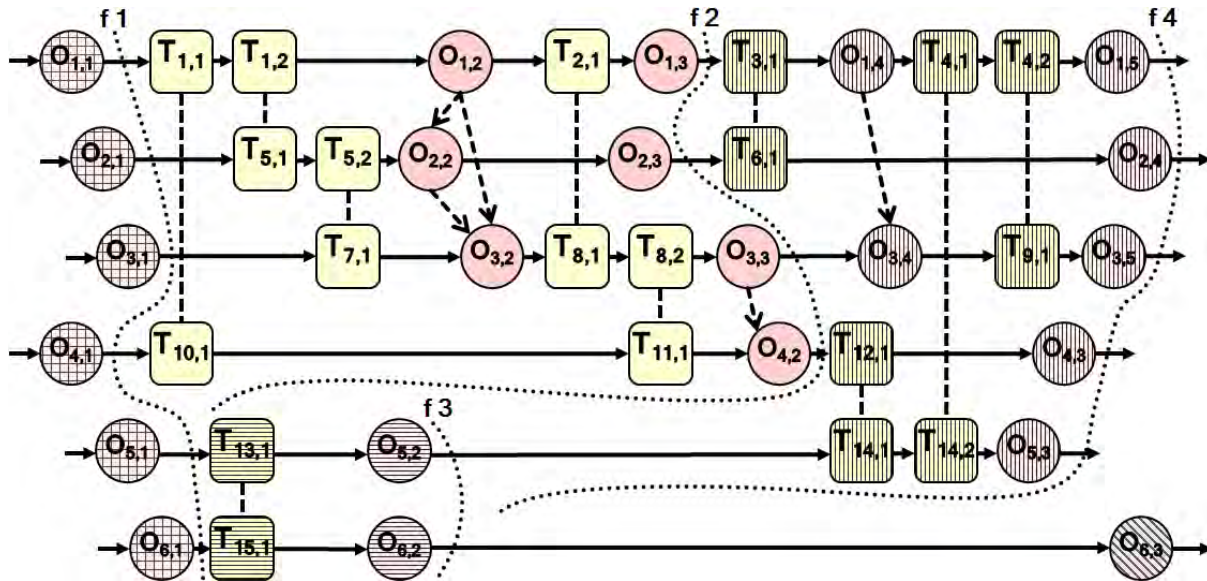 f 1 f 2 f 4
O1,1 T1,1 T1,2 O1,2 T2,1 O1,3 T3,1 O1,4 T4,1 T4,2 O1,5
O2,1 T5,1 T5,2 O2,2 O2,3 T6,1 O2,4
O3,1 T7,1 O3,2 T8,1 T8,2 O3,3 O3,4 T9,1 O3,5
O4,1 T10,1 T11,1 O4,2 T12,1 O4,3
f 3
O5,1 T13,1 O5,2 T14,1 T14,2 O5,3
O6,1 T15,1 O6,2 O6,3